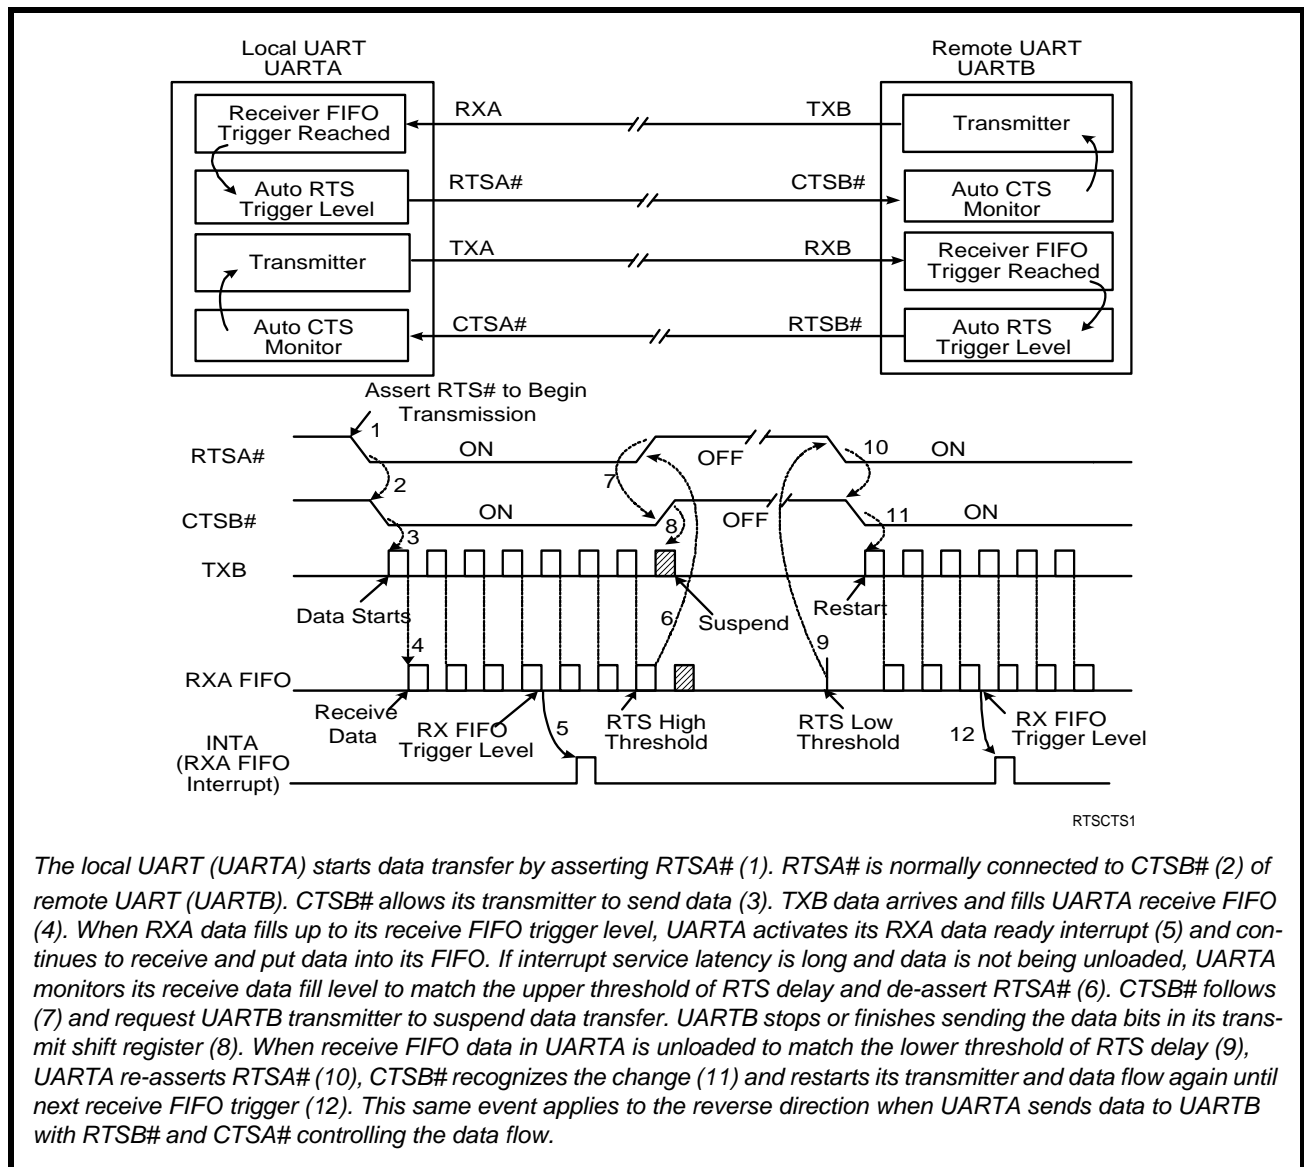 Local UART
UARTA
Remote UART
UARTB
Receiver FIFO
Trigger Reached
RXA
TXB
Transmitter
Auto RTS
Trigger Level
RTSA#
CTSB#
Auto CTS
Monitor
Transmitter
TXA
RXB
Receiver FIFO
Trigger Reached
Auto CTS
Monitor
CTSA#
RTSB#
Auto RTS
Trigger Level
Assert RTS# to Begin
Transmission
1
RTSA#
ON
OFF
ON
7
10
2
CTSB#
ON
OFF
ON
8
11
3
TXB
Data Starts
6
Suspend
Restart
4
9
RXA FIFO
Receive
Data
RX FIFO
Trigger Level
5
RTS High
Threshold
RTS Low
Threshold
12
RX FIFO
Trigger Level
INTA
(RXA FIFO
Interrupt)
RTSCTS1
The local UART (UARTA) starts data transfer by asserting RTSA# (1). RTSA# is normally connected to CTSB# (2) of
remote UART (UARTB). CTSB# allows its transmitter to send data (3). TXB data arrives and fills UARTA receive FIFO
(4). When RXA data fills up to its receive FIFO trigger level, UARTA activates its RXA data ready interrupt (5) and con-
tinues to receive and put data into its FIFO. If interrupt service latency is long and data is not being unloaded, UARTA
monitors its receive data fill level to match the upper threshold of RTS delay and de-assert RTSA# (6). CTSB# follows
(7) and request UARTB transmitter to suspend data transfer. UARTB stops or finishes sending the data bits in its trans-
mit shift register (8). When receive FIFO data in UARTA is unloaded to match the lower threshold of RTS delay (9),
UARTA re-asserts RTSA# (10), CTSB# recognizes the change (11) and restarts its transmitter and data flow again until
next receive FIFO trigger (12). This same event applies to the reverse direction when UARTA sends data to UARTB
with RTSB# and CTSA# controlling the data flow.